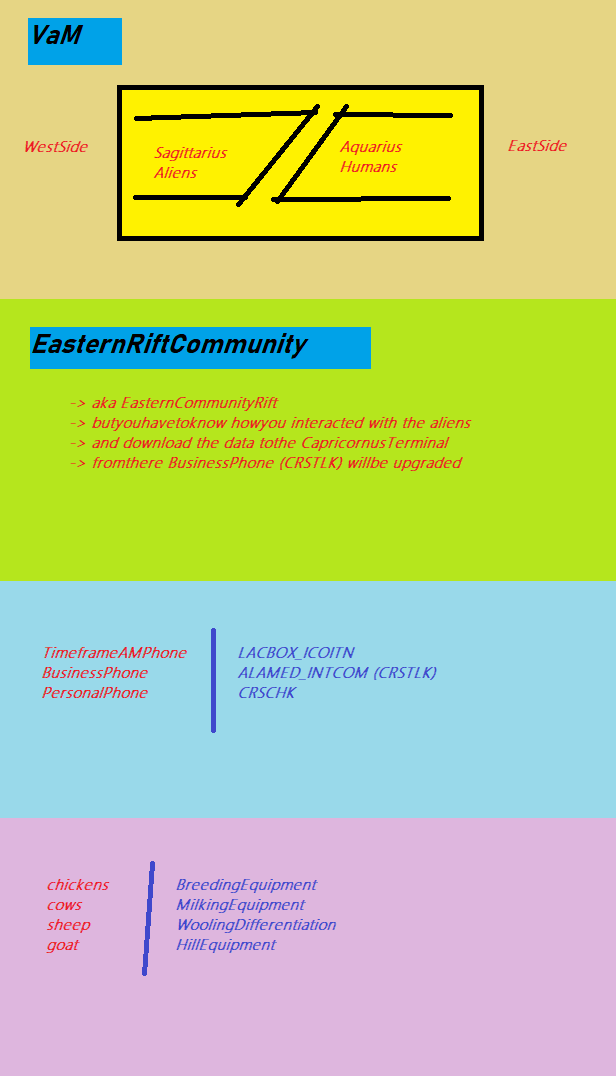 VaM
WestSide
Sagittarius
Aliens
Aquarius
Humans
EastSide
EasternRiftCommunity
-> aka EasternCommunityRift
-> butyouhavetoknow howyou interacted with the aliens
-> and download the data tothe CapricornusTerminal
-> fromthere BusinessPhone (CRSTLK) willbe upgraded
TimeframeAMPhone
BusinessPhone
PersonalPhone
LACBOX_ICOITN
ALAMED_INTCOM (CRSTLK)
CRSCHK
chickens
cows
sheep
goat
BreedingEquipment
MilkingEquipment
WoolingDifferentiation
HillEquipment